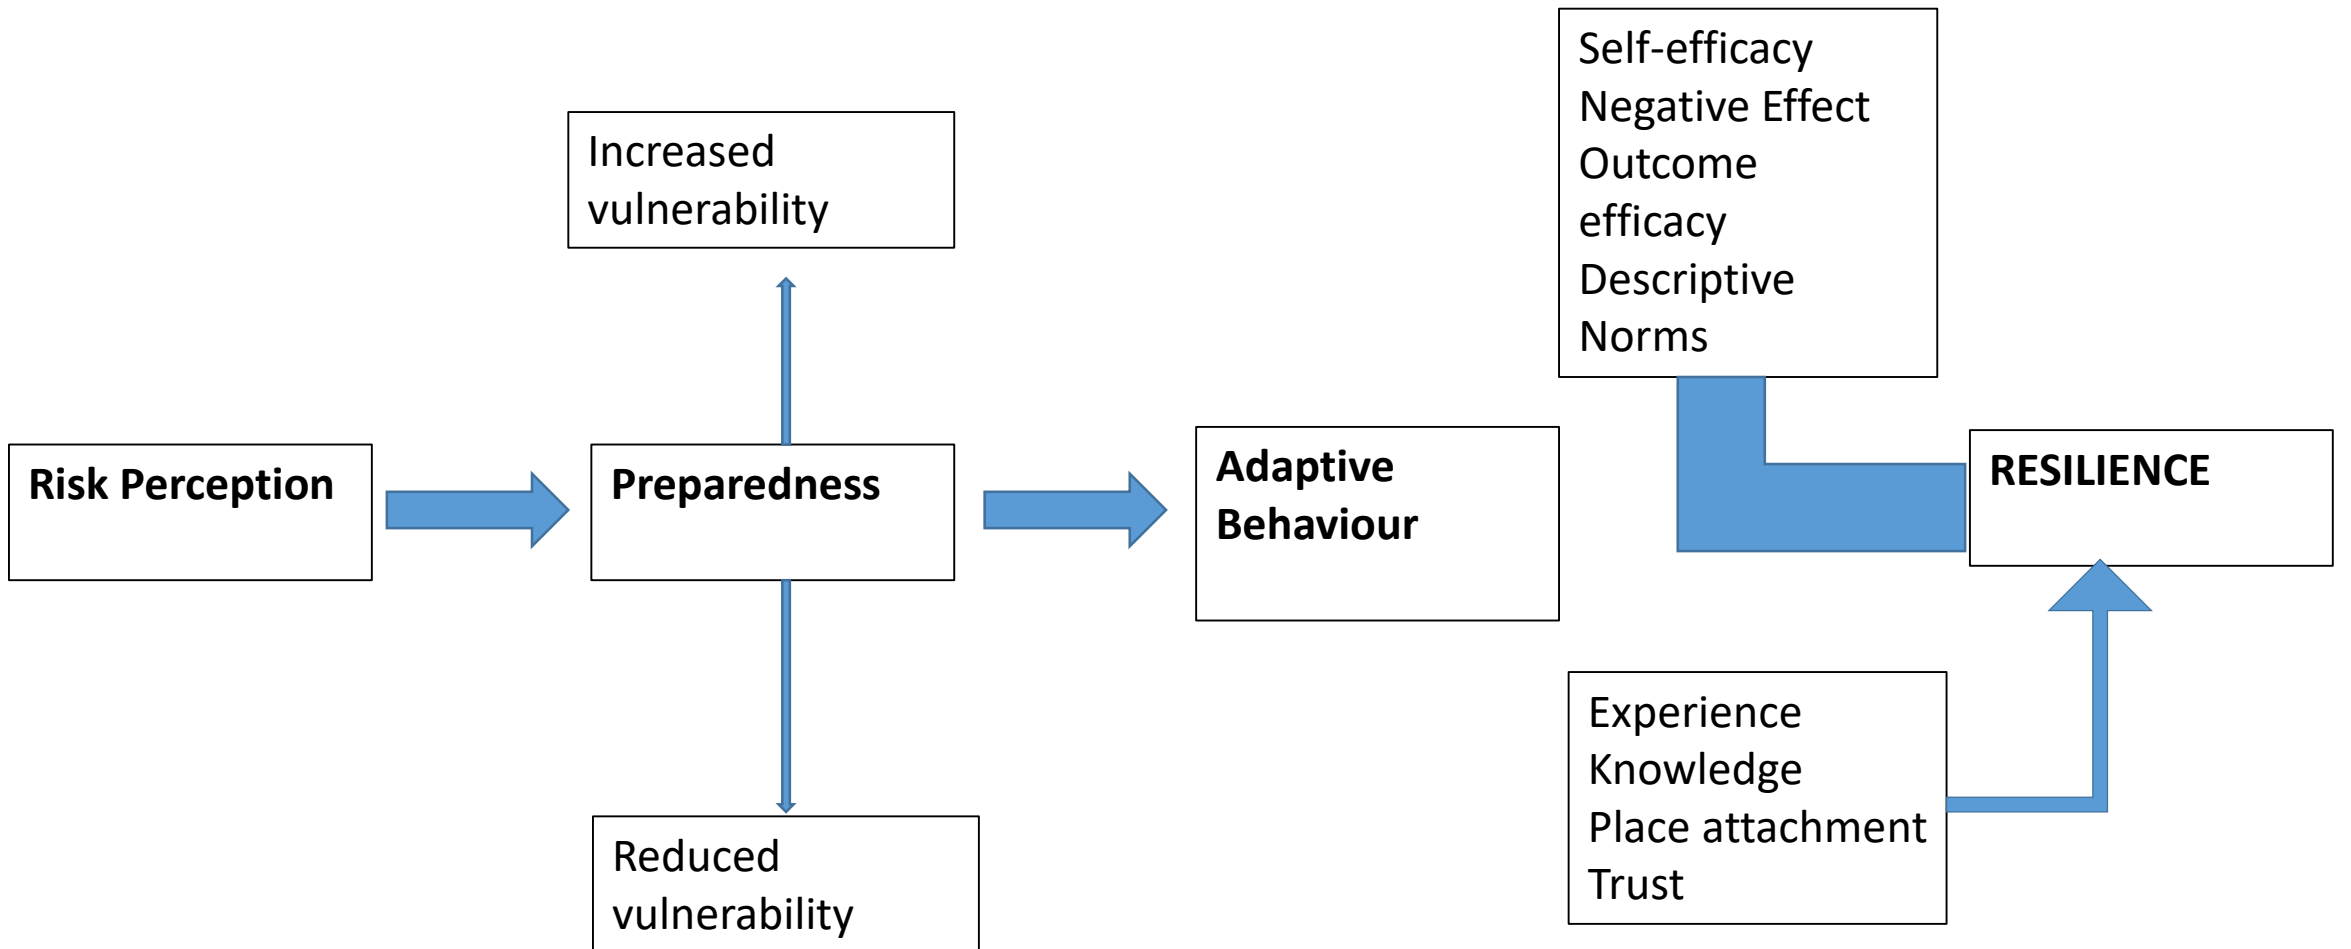 Self-efficacy
Negative Effect
Outcome
efficacy
Descriptive
Norms
Increased
vulnerability
Risk Perception
Preparedness
Adaptive
Behaviour
RESILIENCE
Experience
Knowledge
Place attachment
Trust
Reduced
vulnerability